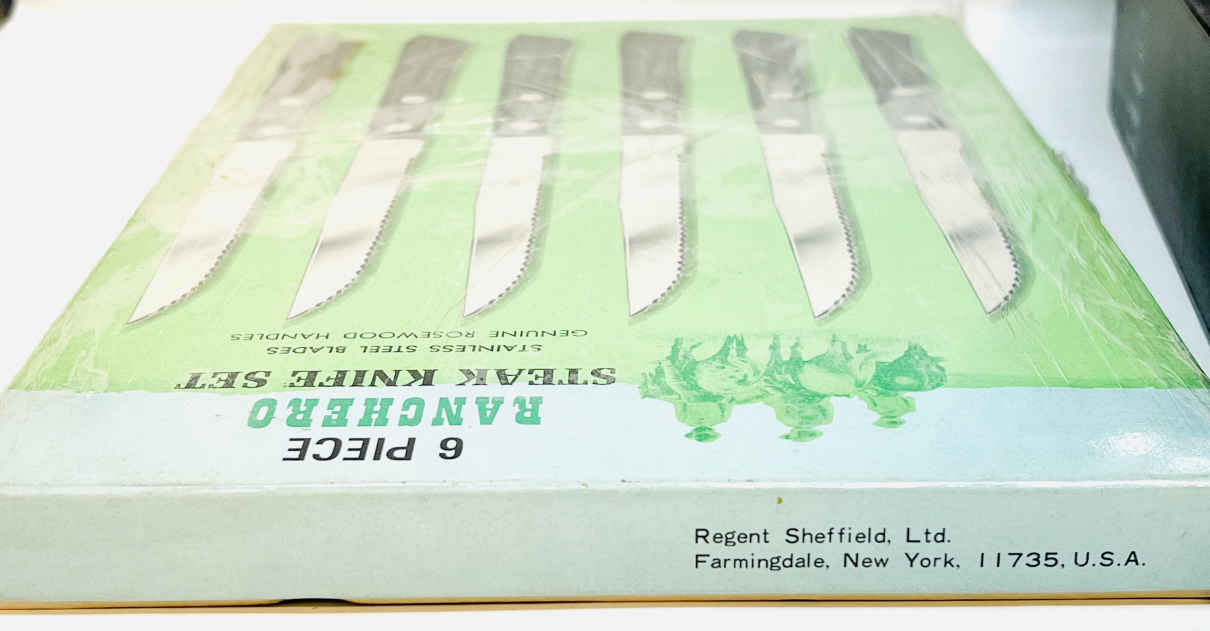 6 PIECE
RANCHERO
STEAK KNIFE SET
STAINLESS STEEL BLADES
GENUINE ROSEWOOD HANDLES
Regent Sheffield, Ltd.
Farmingdale, New York, 11735, U.S.A.